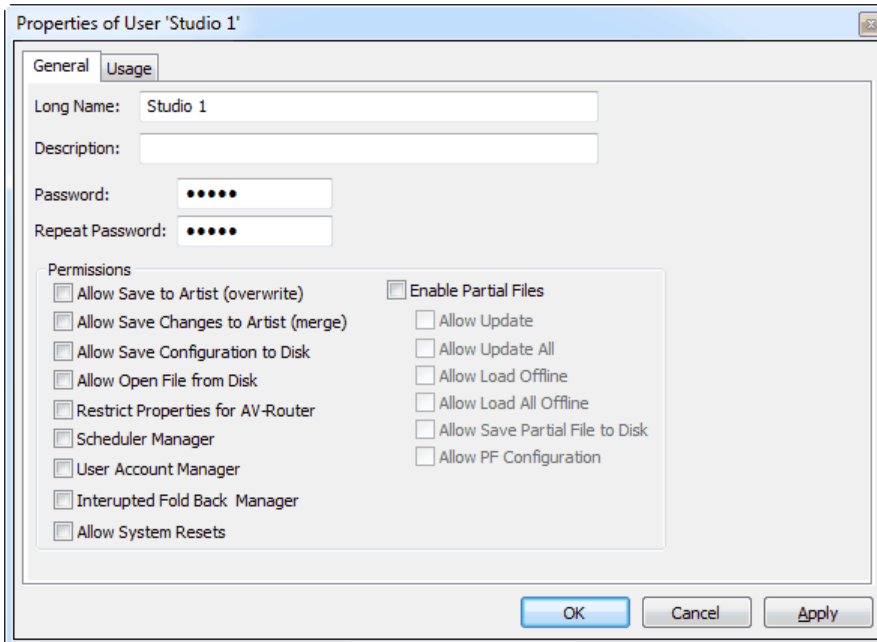 Properties of User 'Studio 1'
General Usage
Long Name: Studio 1
Description:
Password: •••••
Repeat Password: •••••
Permissions
Allow Save to Artist (overwrite)
Allow Save Changes to Artist (merge)
Allow Save Configuration to Disk
Allow Open File from Disk
Restrict Properties for AV-Router
Scheduler Manager
User Account Manager
Interupted Fold Back Manager
Allow System Resets
Enable Partial Files
Allow Update
Allow Update All
Allow Load Offline
Allow Load All Offline
Allow Save Partial File to Disk
Allow PF Configuration
OK Cancel Apply